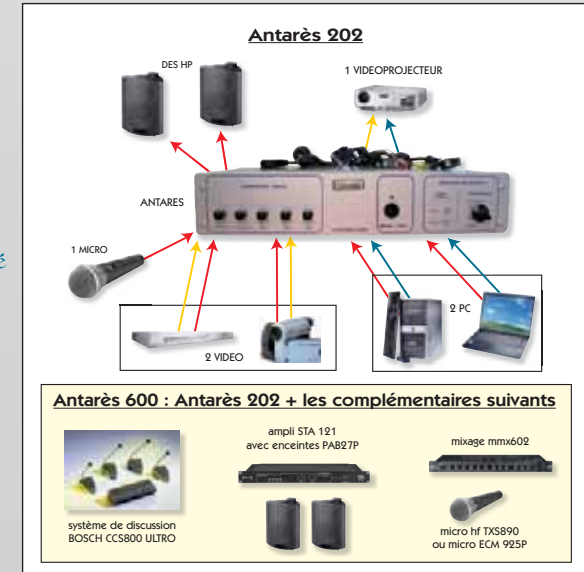 Antarès 202
DES HP
1 VIDEOPROJECTEUR
ANTARES
1 MICRO
é
2 VIDEO
2 PC
Antarès 600 : Antarès 202 + les complémentaires suivants
ampli STA 121
avec enceintes PAB27P
mixage mmx602
système de discussion
BOSCH CCS800 ULTRO
micro hf TXS890
ou micro ECM 925P